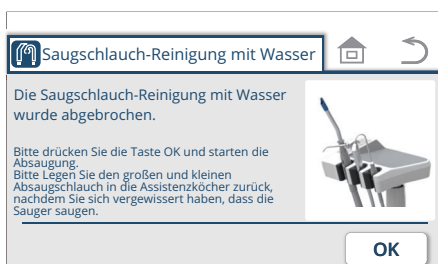 Saugschlauch-Reinigung mit Wasser
Die Saugschlauch-Reinigung mit Wasser
wurde abgebrochen.
Bitte drücken Sie die Taste OK und starten die
Absaugung.
Bitte Legen Sie den großen und kleinen
Absaugschlauch in die Assistenzköcher zurück,
nachdem Sie sich vergewissert haben, dass die
Sauger saugen.
OK